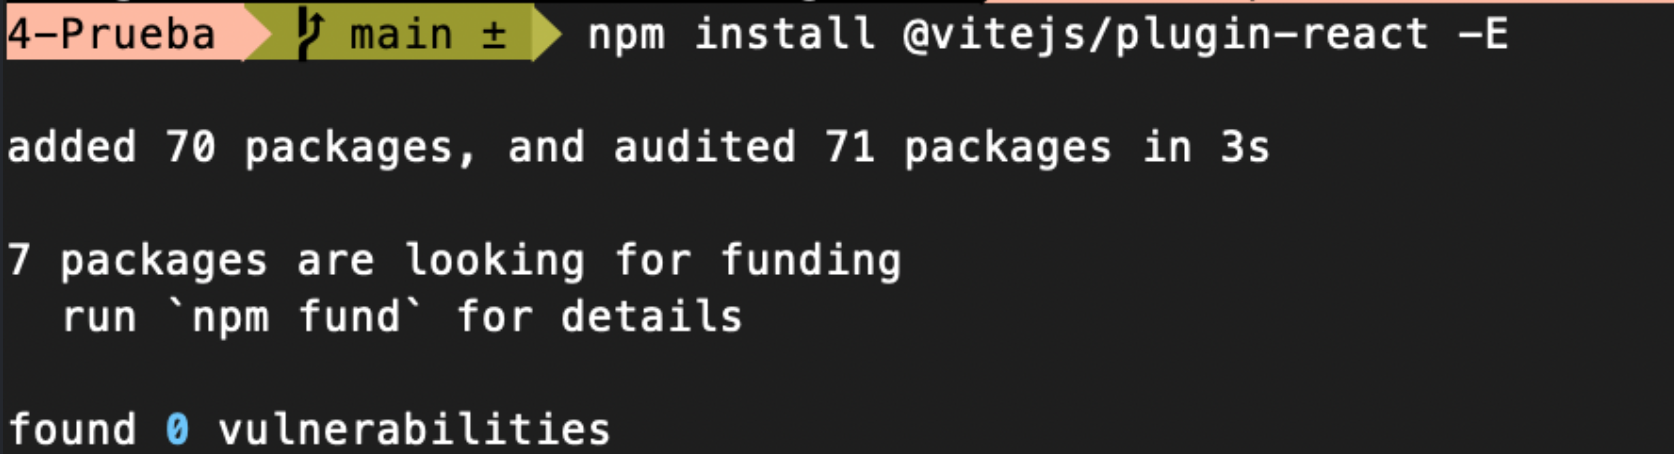 4-Prueba main ± npm install @vitejs/plugin-react -E
added 70 packages, and audited 71 packages in 3s
7 packages are looking for funding
run `npm fund` for details
found 0 vulnerabilities